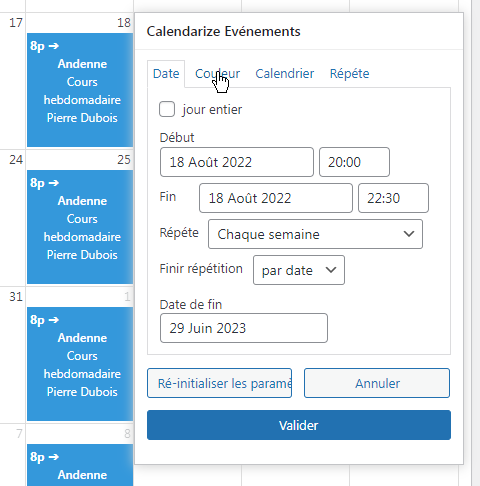 17
18
8p ➔
Andenne
Cours
hebdomadaire
Pierre Dubois
24
25
8p ➔
Andenne
Cours
hebdomadaire
Pierre Dubois
31
1
8p ➔
Andenne
Cours
hebdomadaire
Pierre Dubois
7
8
8p ➔
Andenne
Calendarize Evénements
Date Couleur Calendrier Répéte
jour entier
Début
18 Août 2022 20:00
Fin 18 Août 2022 22:30
Répéte Chaque semaine
Finir répétition par date
Date de fin
29 Juin 2023
Ré-initialiser les paramè Annuler
Valider